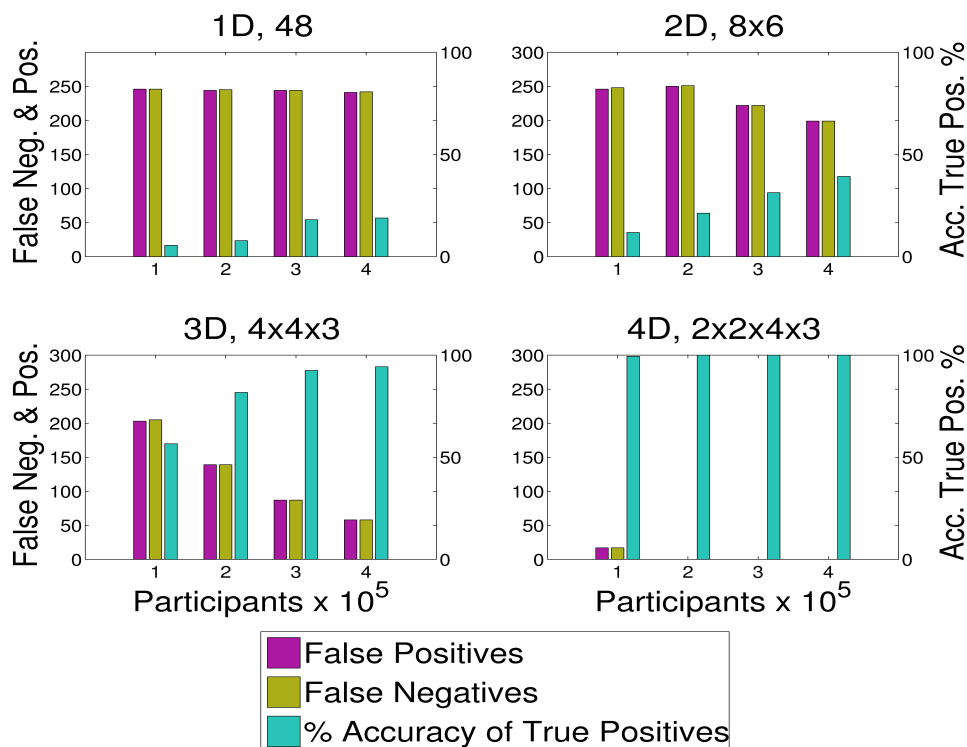 1D, 48
2D, 8x6
False Neg. & Pos.
300
250
200
150
100
50
0
100
50
0
1 2 3 4
300
250
200
150
100
50
0
100
50
0
1 2 3 4
Acc. True Pos. %
3D, 4x4x3
4D, 2x2x4x3
False Neg. & Pos.
300
250
200
150
100
50
0
100
50
0
1 2 3 4
Participants x 10⁵
300
250
200
150
100
50
0
100
50
0
1 2 3 4
Participants x 10⁵
Acc. True Pos. %
False Positives
False Negatives
% Accuracy of True Positives